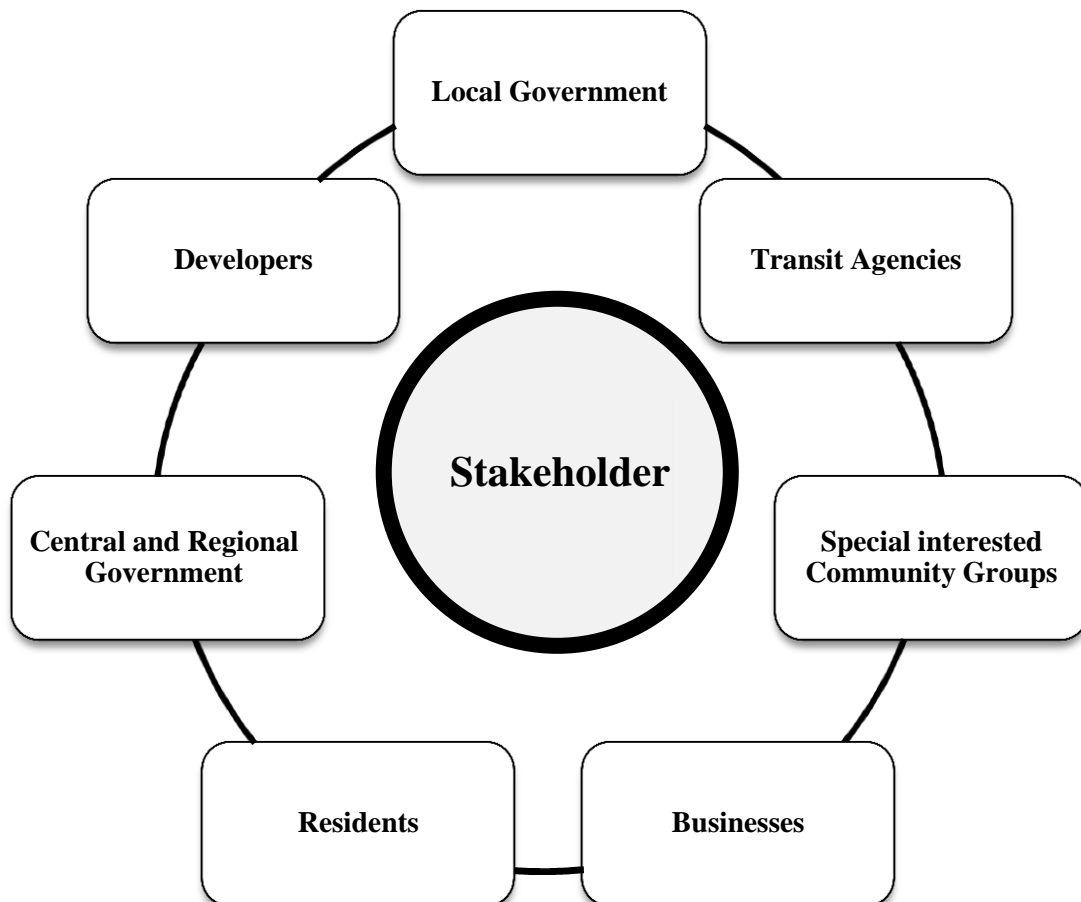 Local Government
Developers
Transit Agencies
Stakeholder
Central and Regional
Government
Special interested
Community Groups
Residents
Businesses